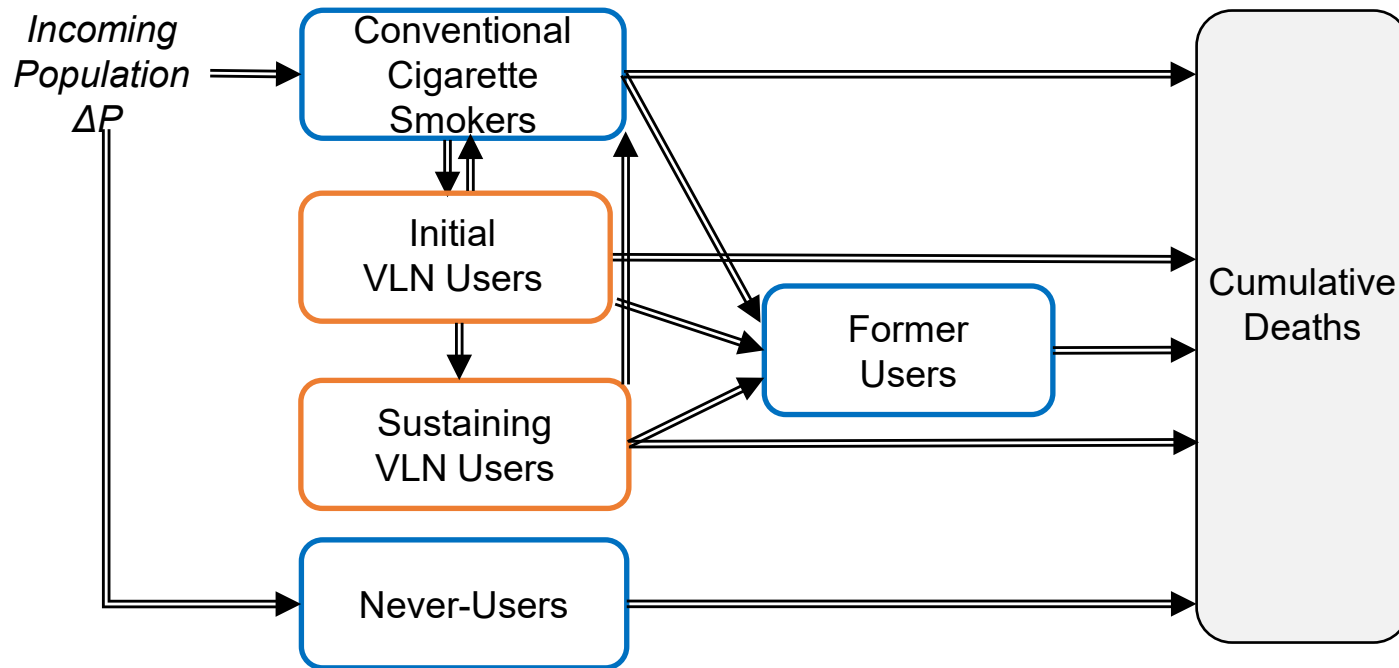 Incoming
Population
ΔP
Conventional
Cigarette
Smokers
Initial
VLN Users
Sustaining
VLN Users
Never-Users
Former
Users
Cumulative
Deaths